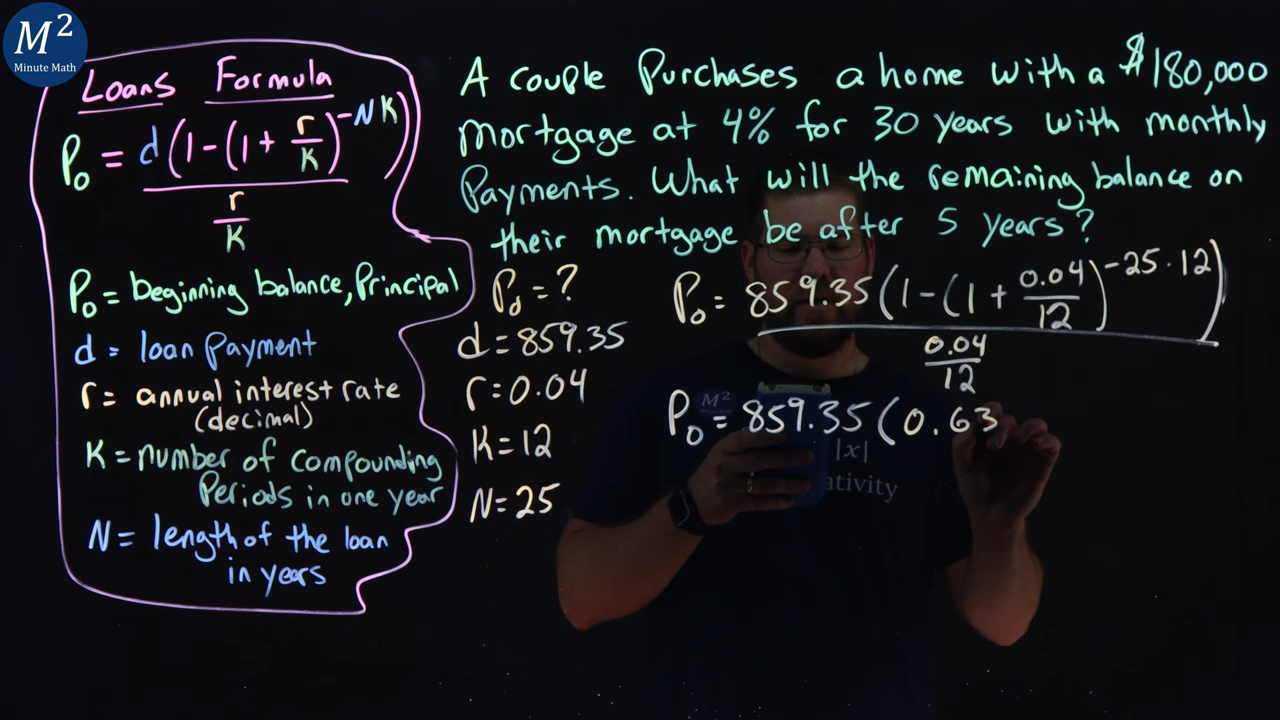 M²
Minute Math
Loans Formula
P₀ = d(1-(1+ r/k)^-NK)
r/k
P₀ = beginning balance, Principal
d = loan payment
r = annual interest rate
(decimal)
K = number of compounding
Periods in one year
N = length of the loan
in years
A couple Purchases a home with a $180,000
mortgage at 4% for 30 years with monthly
Payments. What will the remaining balance on
their mortgage be after 5 years?
P₀ = ?
d = 859.35
r = 0.04
K = 12
N = 25
P₀ = 859.35(1-(1+ 0.04/12)^-25·12)
0.04/12
P₀ = 859.35(0.63
M²
|x|
ativity